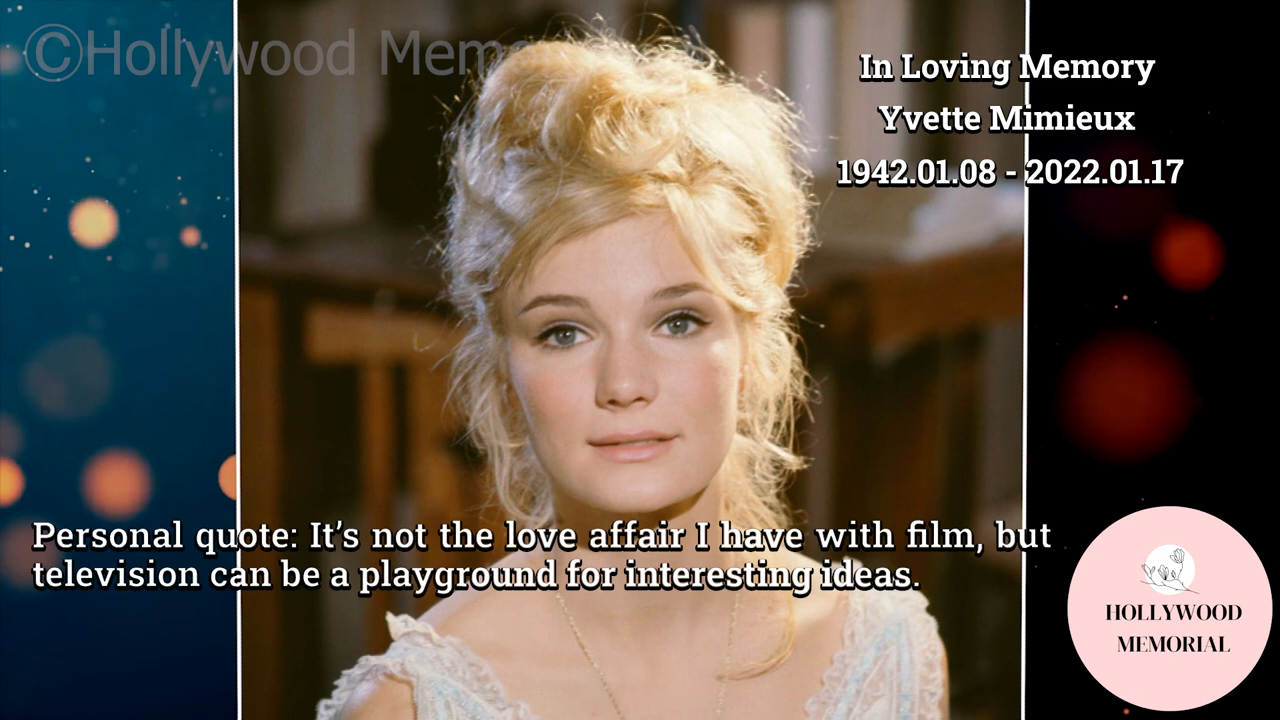 ©Hollywood Mem
In Loving Memory
Yvette Mimieux
1942.01.08 - 2022.01.17
Personal quote: It’s not the love affair I have with film, but
television can be a playground for interesting ideas.
HOLLYWOOD
MEMORIAL